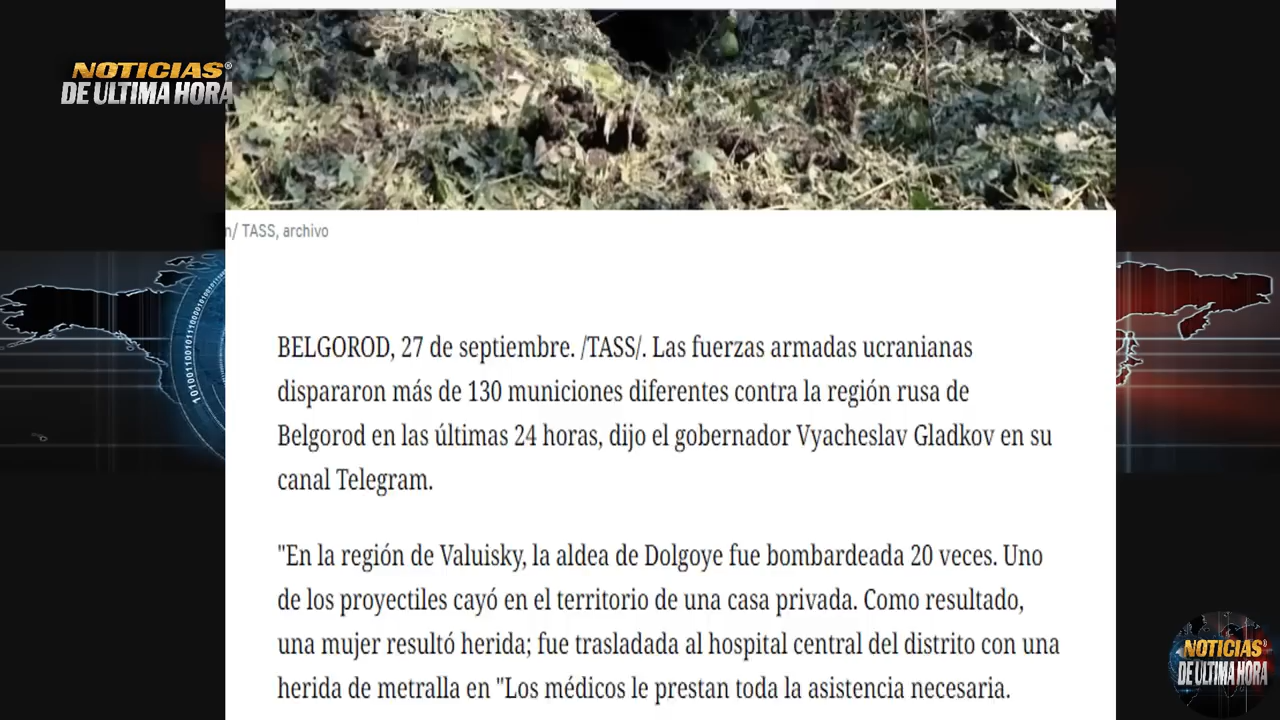 NOTICIAS®
DE ULTIMA HORA
n/ TASS, archivo
BELGOROD, 27 de septiembre. /TASS/. Las fuerzas armadas ucranianas
dispararon más de 130 municiones diferentes contra la región rusa de
Belgorod en las últimas 24 horas, dijo el gobernador Vyacheslav Gladkov en su
canal Telegram.
"En la región de Valuisky, la aldea de Dolgoye fue bombardeada 20 veces. Uno
de los proyectiles cayó en el territorio de una casa privada. Como resultado,
una mujer resultó herida; fue trasladada al hospital central del distrito con una
herida de metralla en "Los médicos le prestan toda la asistencia necesaria.
NOTICIAS
DE ULTIMA HORA